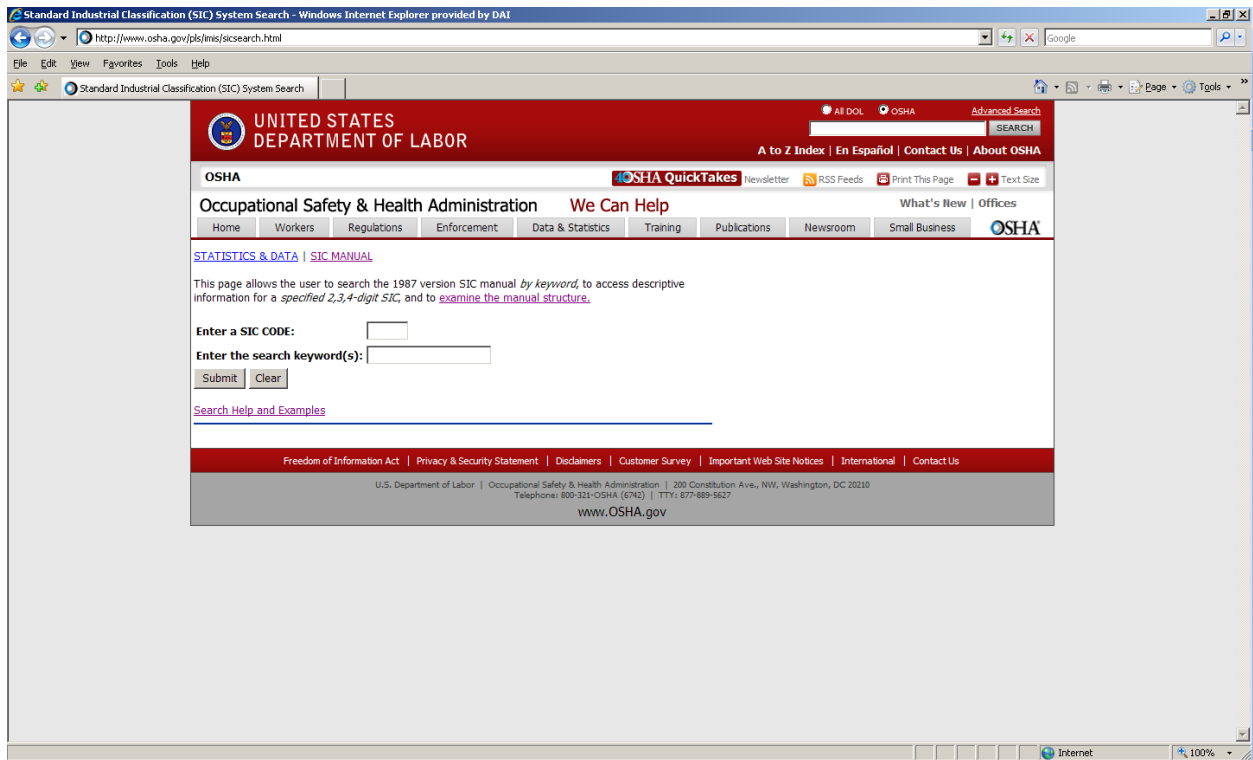 Standard Industrial Classification (SIC) System Search - Windows Internet Explorer provided by DAI
http://www.osha.gov/pls/imis/sicsearch.html
Google
File Edit View Favorites Tools Help
Standard Industrial Classification (SIC) System Search
Page Tools »
UNITED STATES
DEPARTMENT OF LABOR
All DOL OSHA Advanced Search
SEARCH
A to Z Index | En Español | Contact Us | About OSHA
OSHA
40SHA QuickTakes Newsletter RSS Feeds Print This Page Text Size
Occupational Safety & Health Administration We Can Help
What's New | Offices
Home Workers Regulations Enforcement Data & Statistics Training Publications Newsroom Small Business OSHA
STATISTICS & DATA | SIC MANUAL
This page allows the user to search the 1987 version SIC manual by keyword, to access descriptive
information for a specified 2,3,4-digit SIC, and to examine the manual structure.
Enter a SIC CODE:
Enter the search keyword(s):
Submit Clear
Search Help and Examples
Freedom of Information Act | Privacy & Security Statement | Disclaimers | Customer Survey | Important Web Site Notices | International | Contact Us
U.S. Department of Labor | Occupational Safety & Health Administration | 200 Constitution Ave., NW, Washington, DC 20210
Telephone: 800-321-OSHA (6742) | TTY: 877-889-5627
www.OSHA.gov
Internet 100%